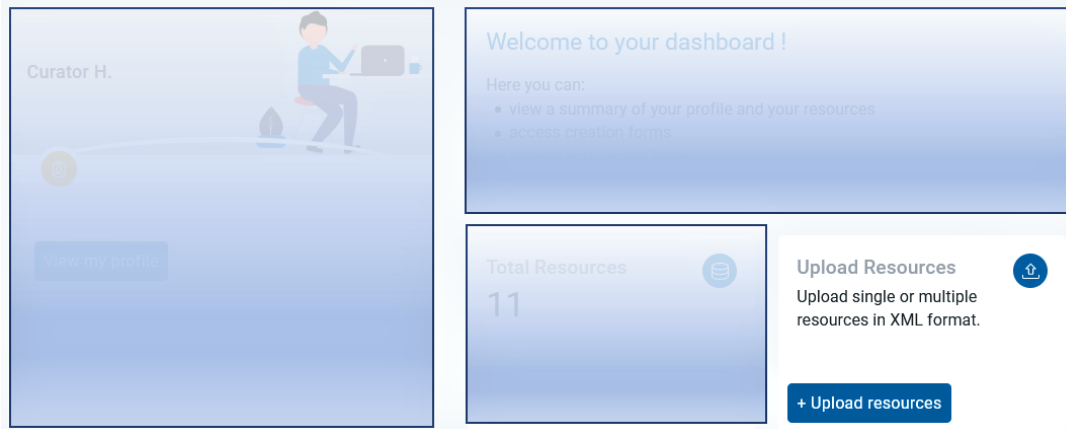 Curator H.
View my profile
Welcome to your dashboard !
Here you can:
• view a summary of your profile and your resources
• access creation forms
Total Resources
11
Upload Resources
Upload single or multiple
resources in XML format.
+ Upload resources